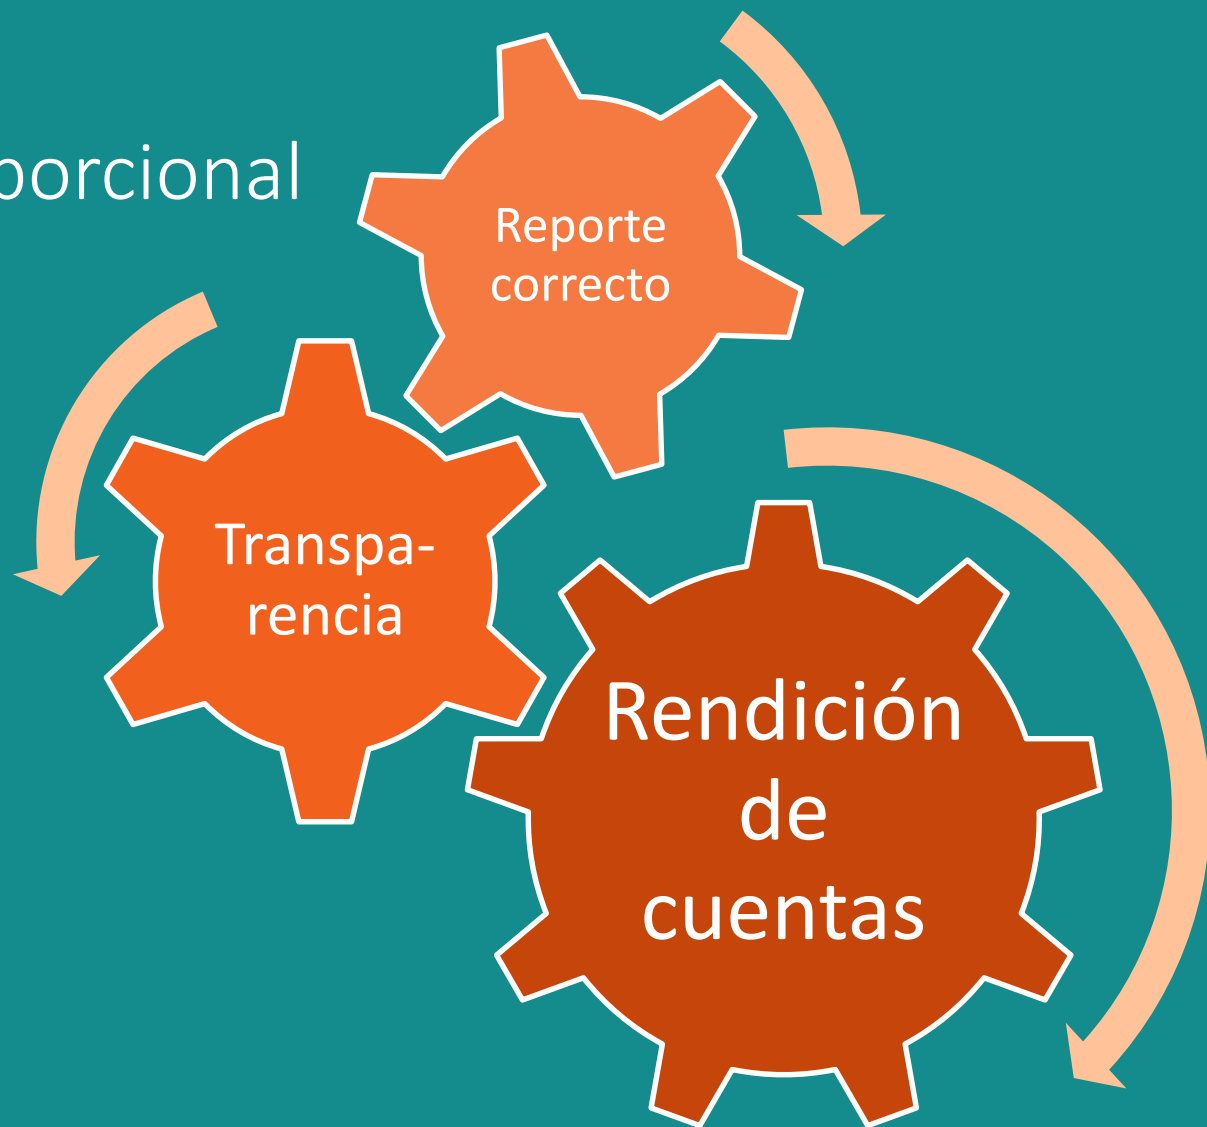 porcional
Reporte
correcto
Transpa-
rencia
Rendición
de
cuentas